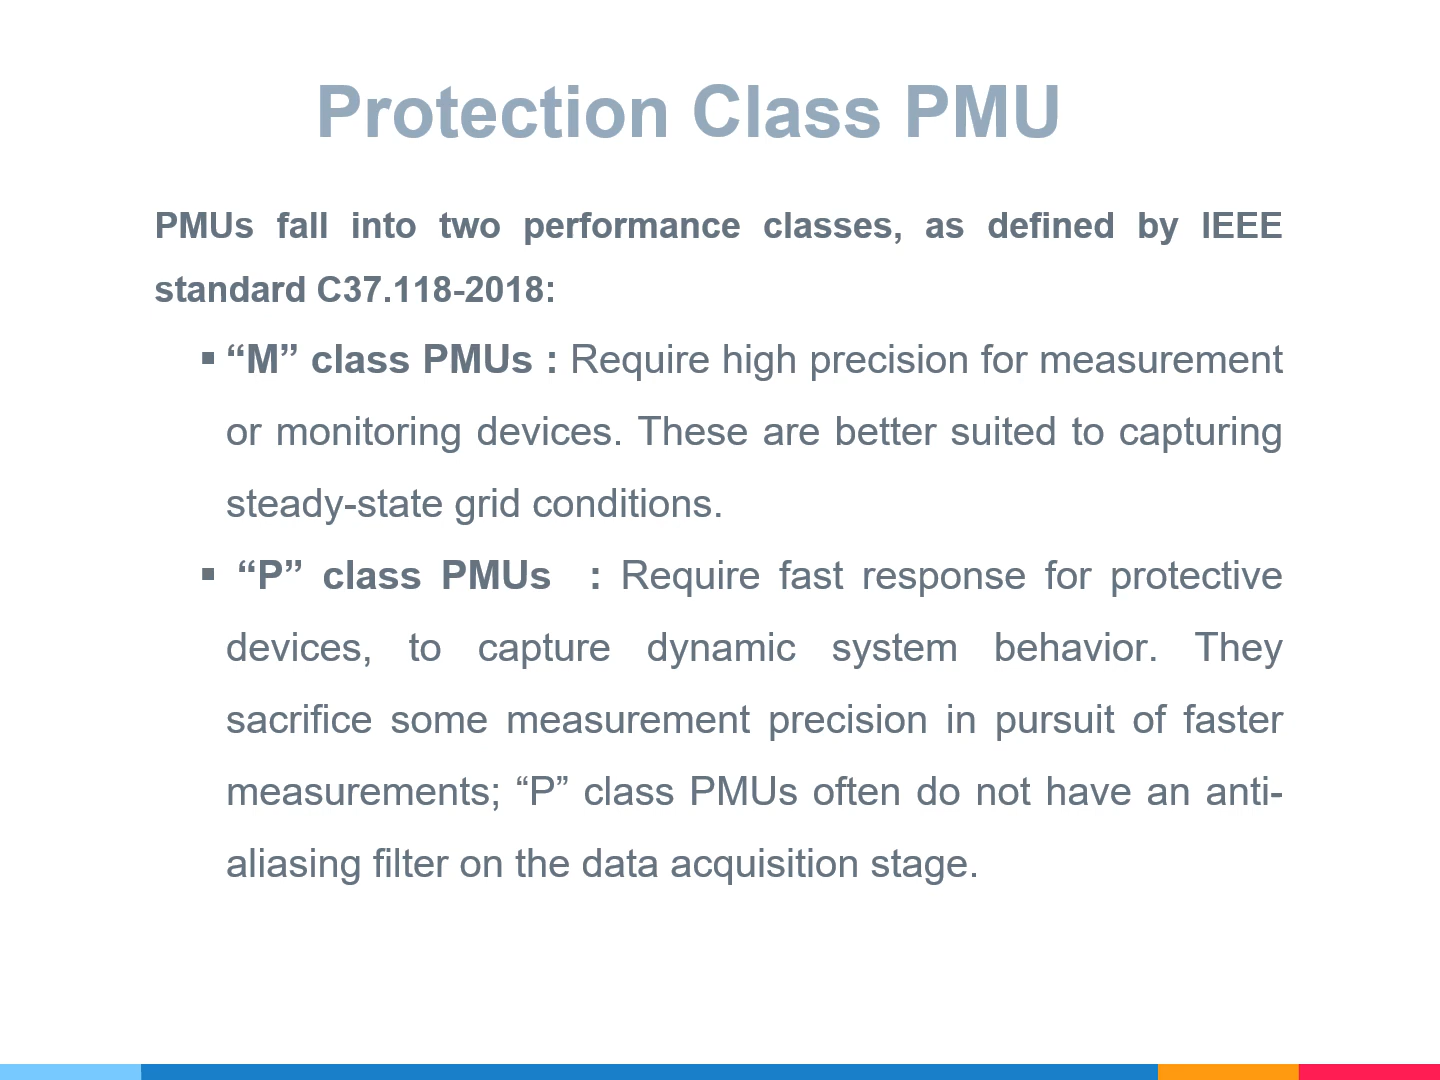 Protection Class PMU
PMUs fall into two performance classes, as defined by IEEE
standard C37.118-2018:
▪ “M” class PMUs : Require high precision for measurement
or monitoring devices. These are better suited to capturing
steady-state grid conditions.
▪ “P” class PMUs : Require fast response for protective
devices, to capture dynamic system behavior. They
sacrifice some measurement precision in pursuit of faster
measurements; “P” class PMUs often do not have an anti-
aliasing filter on the data acquisition stage.